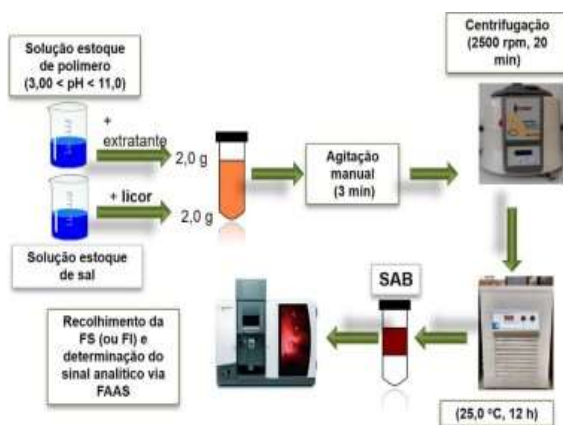 Solução estoque
de polímero
(3,00 < pH < 11,0)
+
extratante
2,0 g
+ licor
2,0 g
Solução estoque
de sal
Agitação
manual
(3 min)
Centrifugação
(2500 rpm, 20
min)
(25,0 °C, 12 h)
SAB
Recolhimento da
FS (ou FI) e
determinação do
sinal analítico via
FAAS